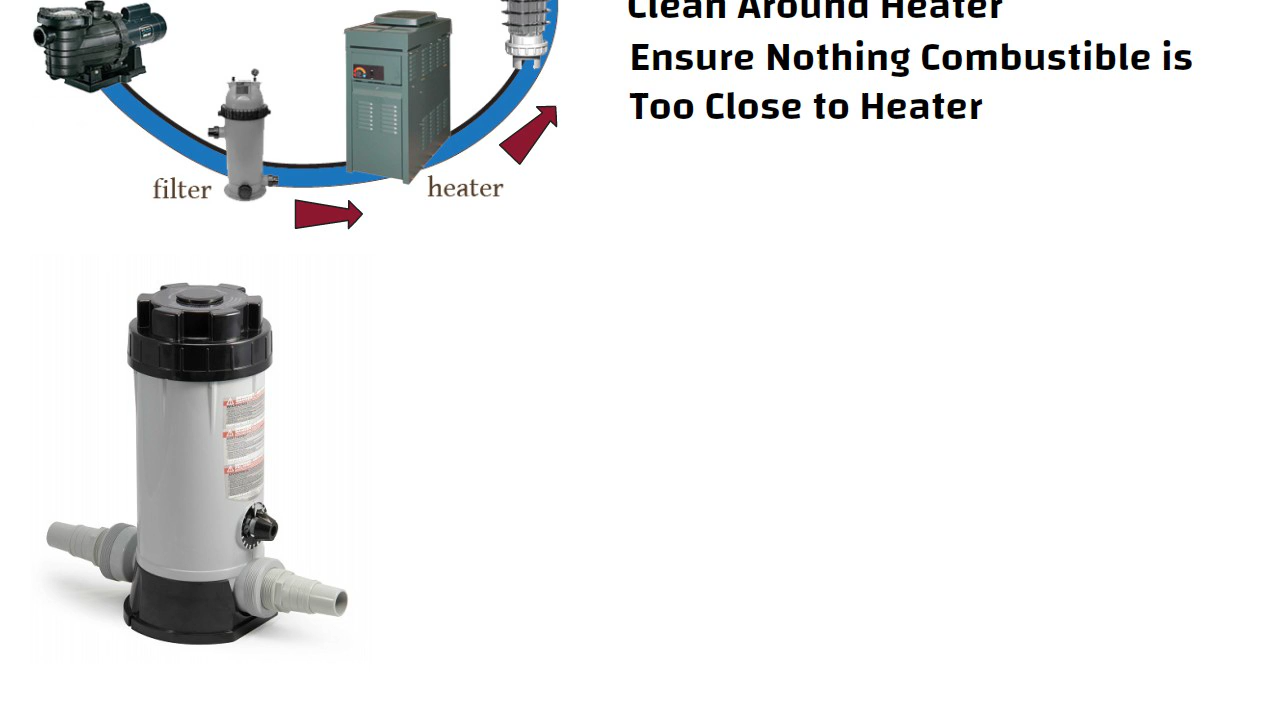 Clean Around Heater
Ensure Nothing Combustible is
Too Close to Heater
filter
heater